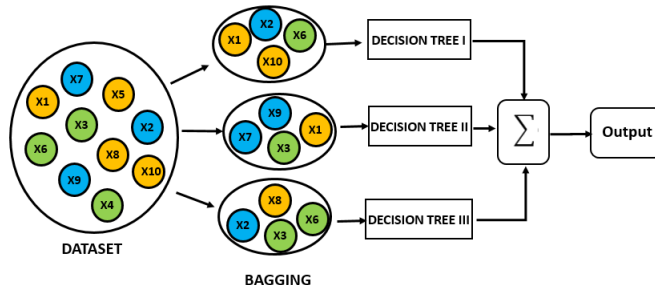 X7
X1
X5
X3
X2
X6
X8
X9
X10
X4
DATASET
X2
X1
X6
X10
X9
X7
X1
X3
X8
X2
X6
X3
BAGGING
DECISION TREE I
DECISION TREE II
DECISION TREE III
∑
Output